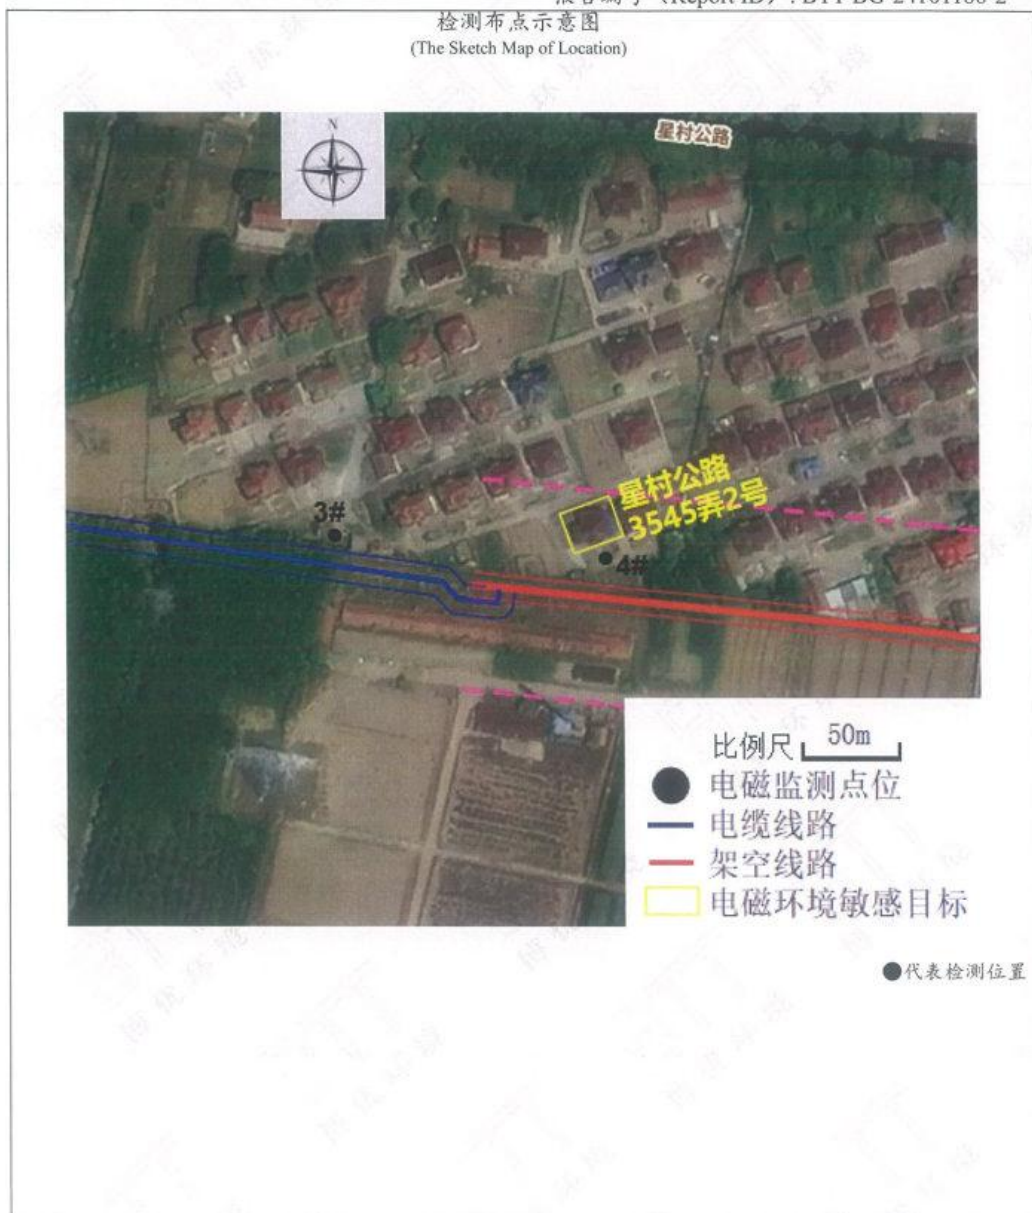 检测布点示意图
(The Sketch Map of Location)
N
星村公路
星村公路
3545弄2号
3#
4#
比例尺 50m
电磁监测点位
电缆线路
架空线路
电磁环境敏感目标
●代表检测位置